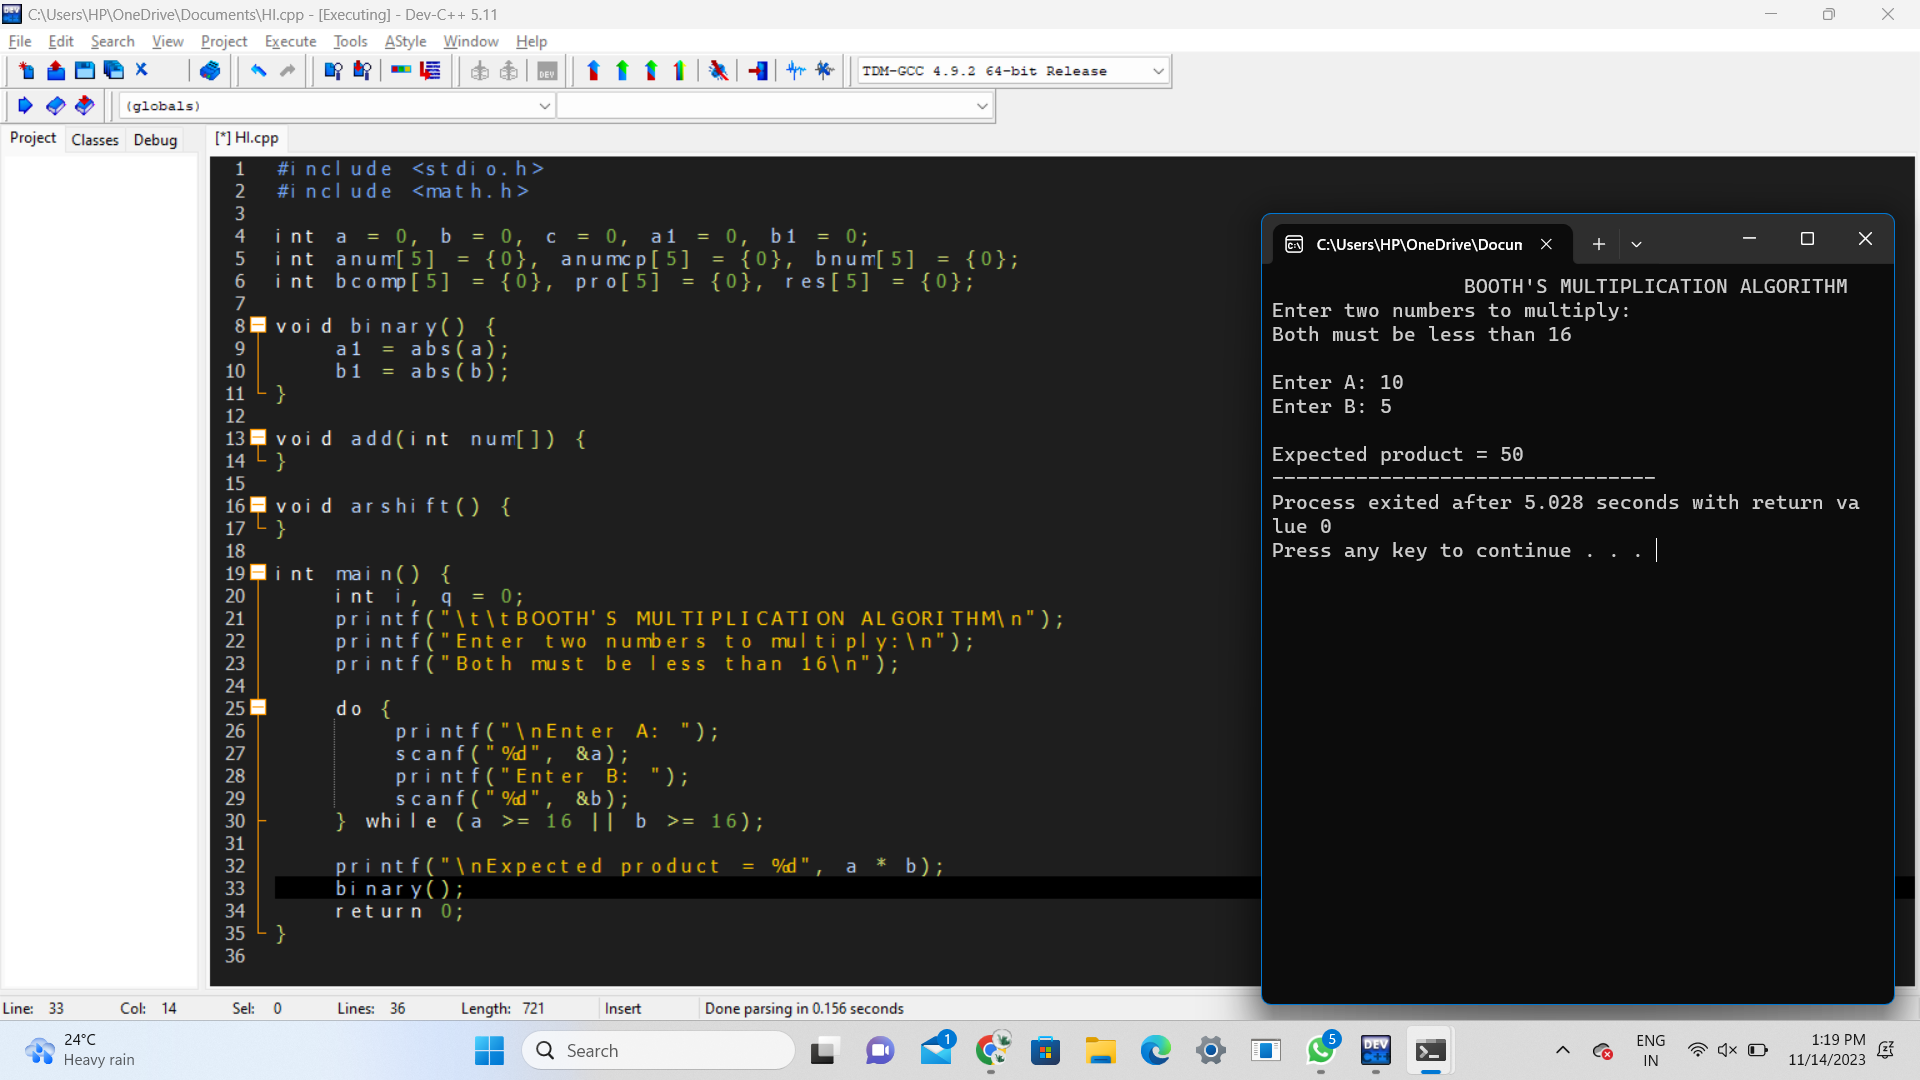 C:\Users\HP\OneDrive\Documents\HI.cpp - [Executing] - Dev-C++ 5.11
File Edit Search View Project Execute Tools AStyle Window Help
TDM-GCC 4.9.2 64-bit Release
(globals)
Project Classes Debug
[*] HI.cpp
1 #include <stdio.h>
2 #include <math.h>
3
4 int a = 0, b = 0, c = 0, a1 = 0, b1 = 0;
5 int anum[5] = {0}, anumcp[5] = {0}, bnum[5] = {0};
6 int bcomp[5] = {0}, pro[5] = {0}, res[5] = {0};
7
8 void binary() {
9 a1 = abs(a);
10 b1 = abs(b);
11 }
12
13 void add(int num[]) {
14 }
15
16 void arshift() {
17 }
18
19 int main() {
20 int i, q = 0;
21 printf("\t\tBOOTH'S MULTIPLICATION ALGORITHM\n");
22 printf("Enter two numbers to multiply:\n");
23 printf("Both must be less than 16\n");
24
25 do {
26 printf("\nEnter A: ");
27 scanf("%d", &a);
28 printf("Enter B: ");
29 scanf("%d", &b);
30 } while (a >= 16 || b >= 16);
31
32 printf("\nExpected product = %d", a * b);
33 binary();
34 return 0;
35 }
36
C:\Users\HP\OneDrive\Docun
BOOTH'S MULTIPLICATION ALGORITHM
Enter two numbers to multiply:
Both must be less than 16
Enter A: 10
Enter B: 5
Expected product = 50
--------------------------------
Process exited after 5.028 seconds with return va
lue 0
Press any key to continue . . .
Line: 33 Col: 14 Sel: 0 Lines: 36 Length: 721 Insert Done parsing in 0.156 seconds
24°C
Heavy rain
Search
1
5
DEV
C++
ENG
IN
1:19 PM
11/14/2023